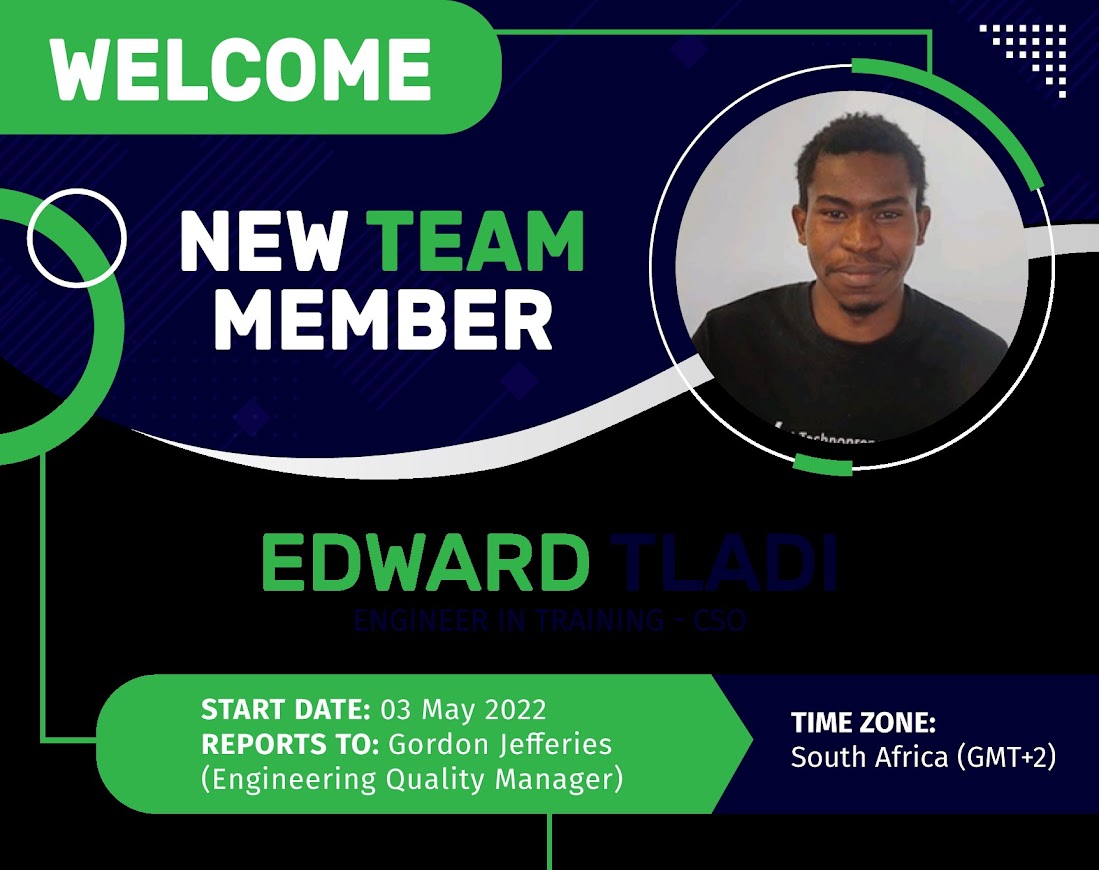 WELCOME
NEW TEAM
MEMBER
EDWARD TLADI
ENGINEER IN TRAINING - CSO
START DATE: 03 May 2022
REPORTS TO: Gordon Jefferies
(Engineering Quality Manager)
TIME ZONE:
South Africa (GMT+2)